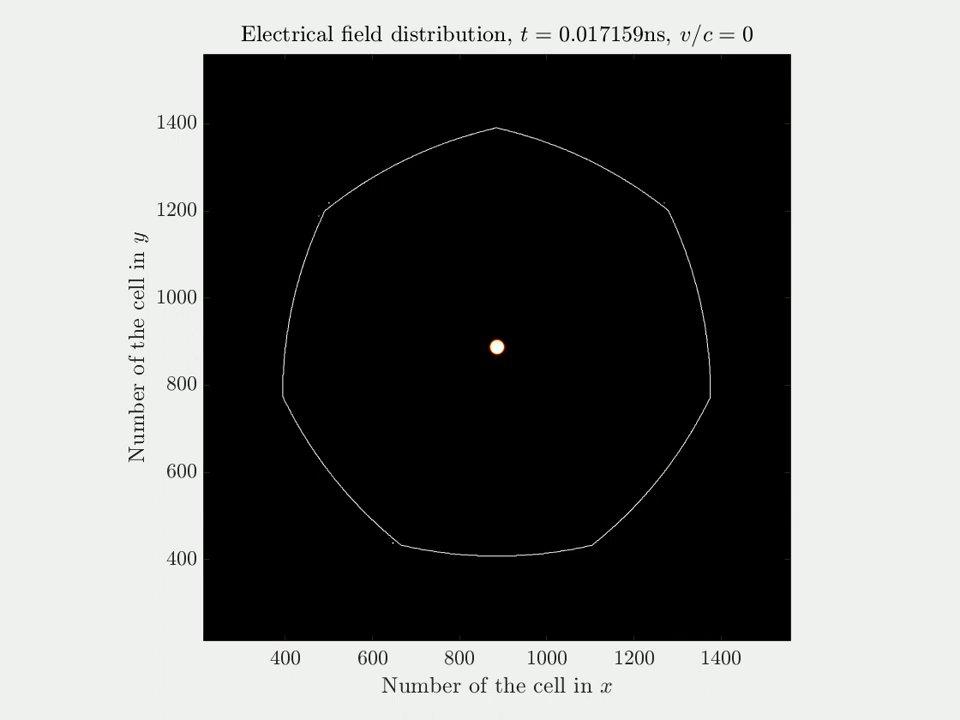 Electrical field distribution, t = 0.017159ns, v/c = 0
1400
1200
1000
800
600
400
Number of the cell in y
400 600 800 1000 1200 1400
Number of the cell in x